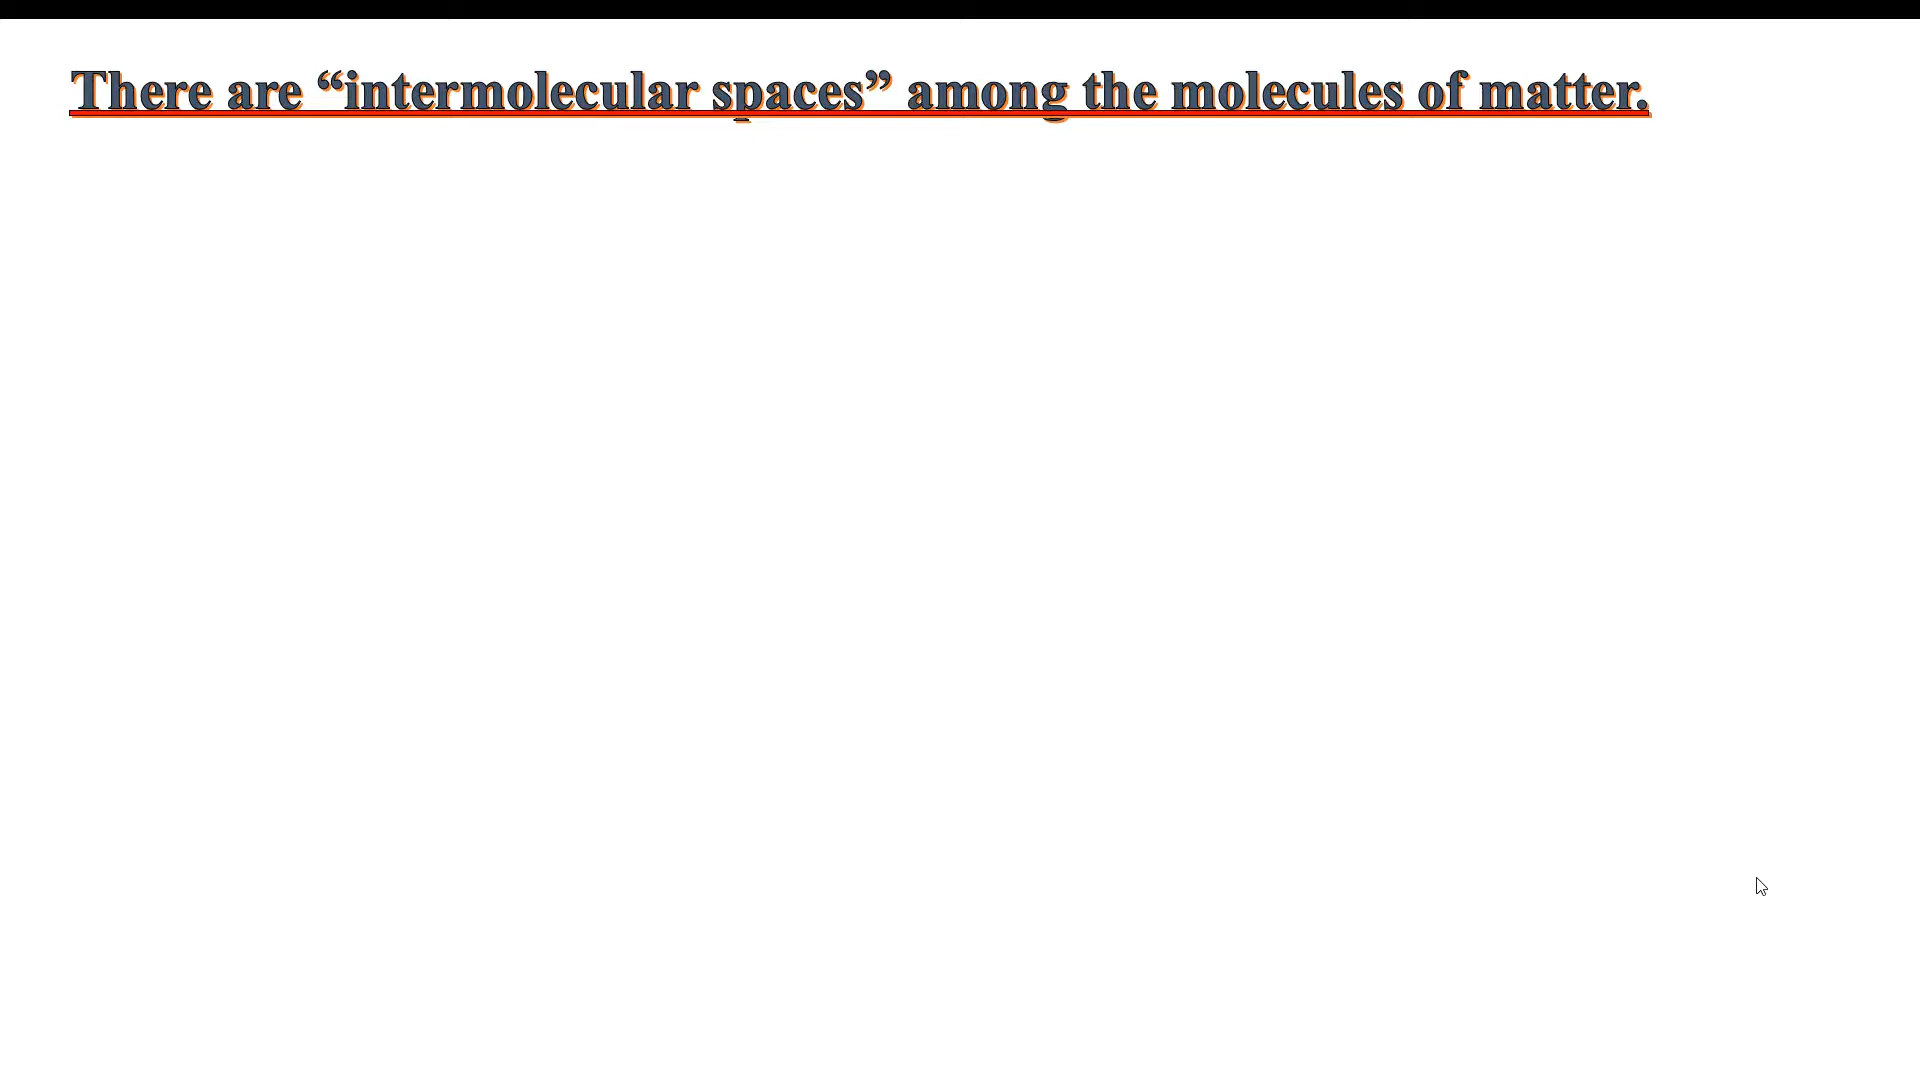 There are “intermolecular spaces” among the molecules of matter.